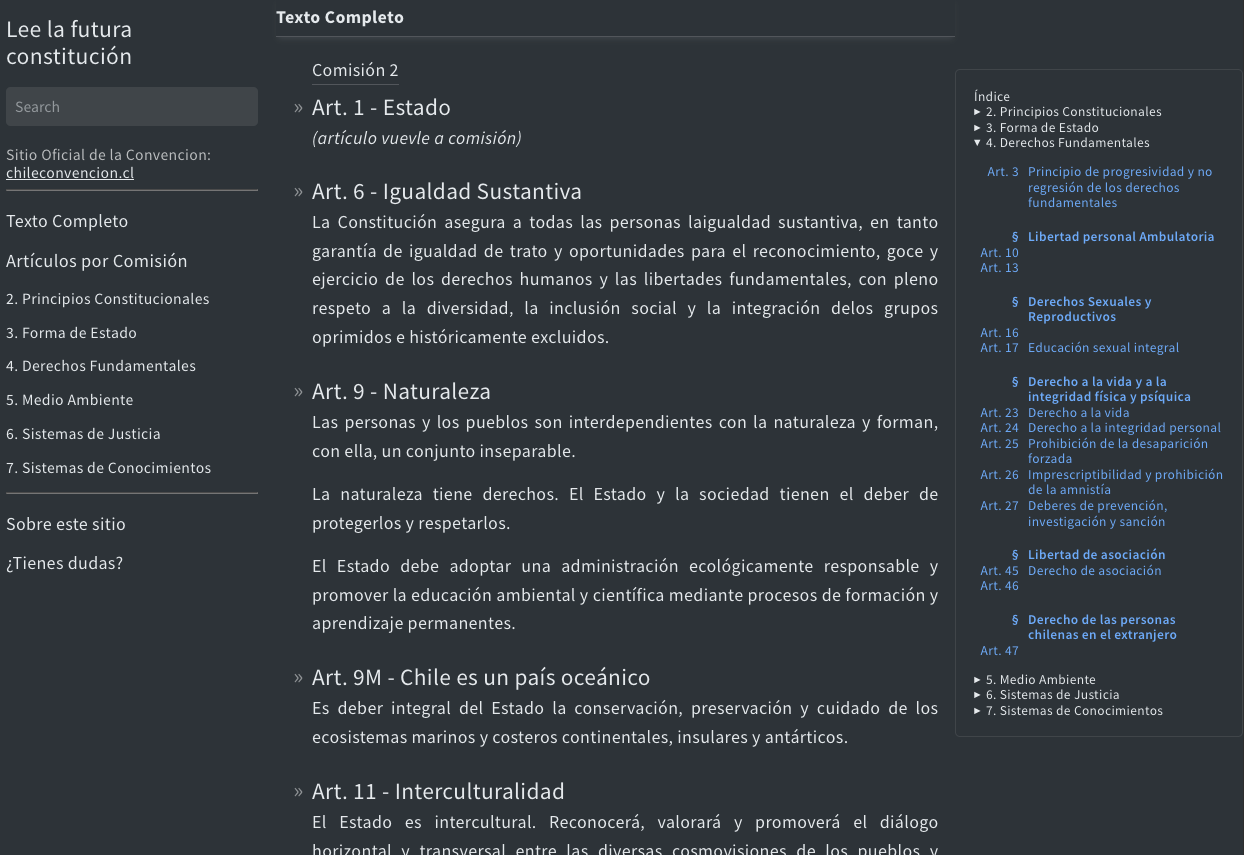 Lee la futura
constitución
Search
Sitio Oficial de la Convencion:
chileconvencion.cl
Texto Completo
Artículos por Comisión
2. Principios Constitucionales
3. Forma de Estado
4. Derechos Fundamentales
5. Medio Ambiente
6. Sistemas de Justicia
7. Sistemas de Conocimientos
Sobre este sitio
¿Tienes dudas?
Texto Completo
Comisión 2
» Art. 1 - Estado
(artículo vuevle a comisión)
» Art. 6 - Igualdad Sustantiva
La Constitución asegura a todas las personas laigualdad sustantiva, en tanto
garantía de igualdad de trato y oportunidades para el reconocimiento, goce y
ejercicio de los derechos humanos y las libertades fundamentales, con pleno
respeto a la diversidad, la inclusión social y la integración delos grupos
oprimidos e históricamente excluidos.
» Art. 9 - Naturaleza
Las personas y los pueblos son interdependientes con la naturaleza y forman,
con ella, un conjunto inseparable.
La naturaleza tiene derechos. El Estado y la sociedad tienen el deber de
protegerlos y respetarlos.
El Estado debe adoptar una administración ecológicamente responsable y
promover la educación ambiental y científica mediante procesos de formación y
aprendizaje permanentes.
» Art. 9M - Chile es un país oceánico
Es deber integral del Estado la conservación, preservación y cuidado de los
ecosistemas marinos y costeros continentales, insulares y antárticos.
» Art. 11 - Interculturalidad
El Estado es intercultural. Reconocerá, valorará y promoverá el diálogo
horizontal y transversal entre las diversas cosmovisiones de los pueblos y
Índice
▸ 2. Principios Constitucionales
▸ 3. Forma de Estado
▾ 4. Derechos Fundamentales
Art. 3 Principio de progresividad y no
regresión de los derechos
fundamentales
§ Libertad personal Ambulatoria
Art. 10
Art. 13
§ Derechos Sexuales y
Reproductivos
Art. 16
Art. 17 Educación sexual integral
§ Derecho a la vida y a la
integridad física y psíquica
Art. 23 Derecho a la vida
Art. 24 Derecho a la integridad personal
Art. 25 Prohibición de la desaparición
forzada
Art. 26 Imprescriptibilidad y prohibición
de la amnistía
Art. 27 Deberes de prevención,
investigación y sanción
§ Libertad de asociación
Art. 45 Derecho de asociación
Art. 46
§ Derecho de las personas
chilenas en el extranjero
Art. 47
▸ 5. Medio Ambiente
▸ 6. Sistemas de Justicia
▸ 7. Sistemas de Conocimientos